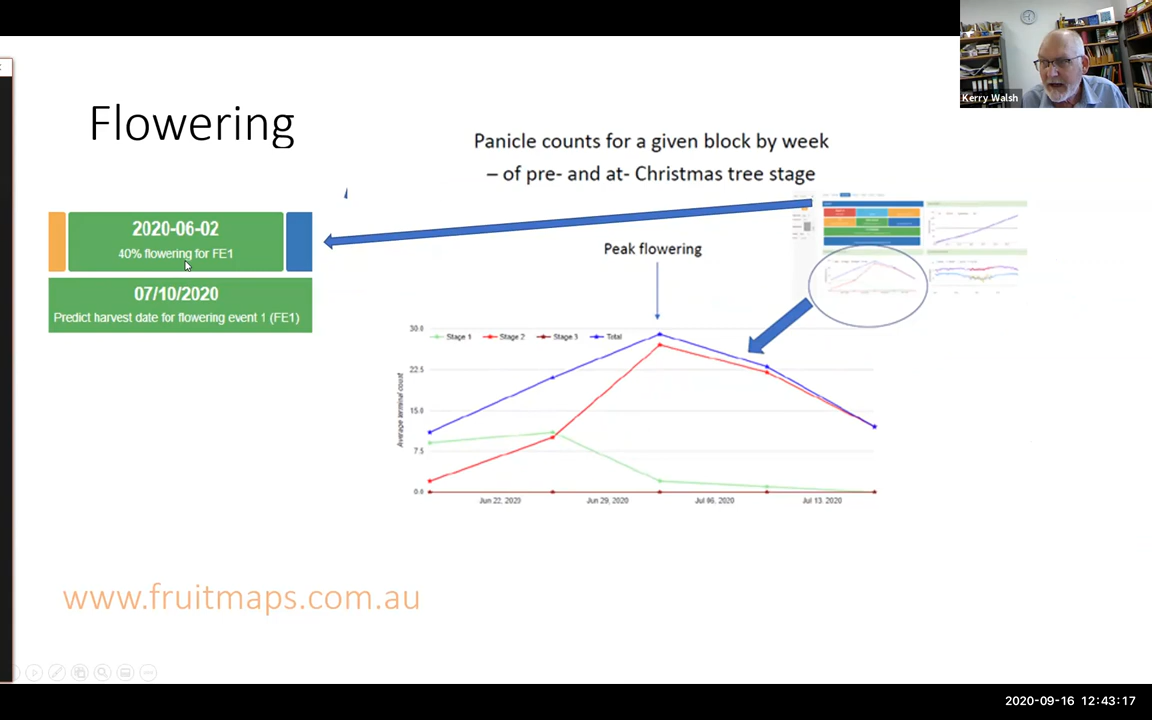 Kerry Walsh
Flowering
Panicle counts for a given block by week
– of pre- and at- Christmas tree stage
2020-06-02
40% flowering for FE1
07/10/2020
Predict harvest date for flowering event 1 (FE1)
Peak flowering
Stage 1 Stage 2 Stage 3 Total
Average terminal count
30.0
22.5
15.0
7.5
0.0
Jun 22, 2020 Jun 29, 2020 Jul 06, 2020 Jul 13, 2020
www.fruitmaps.com.au
2020-09-16 12:43:17